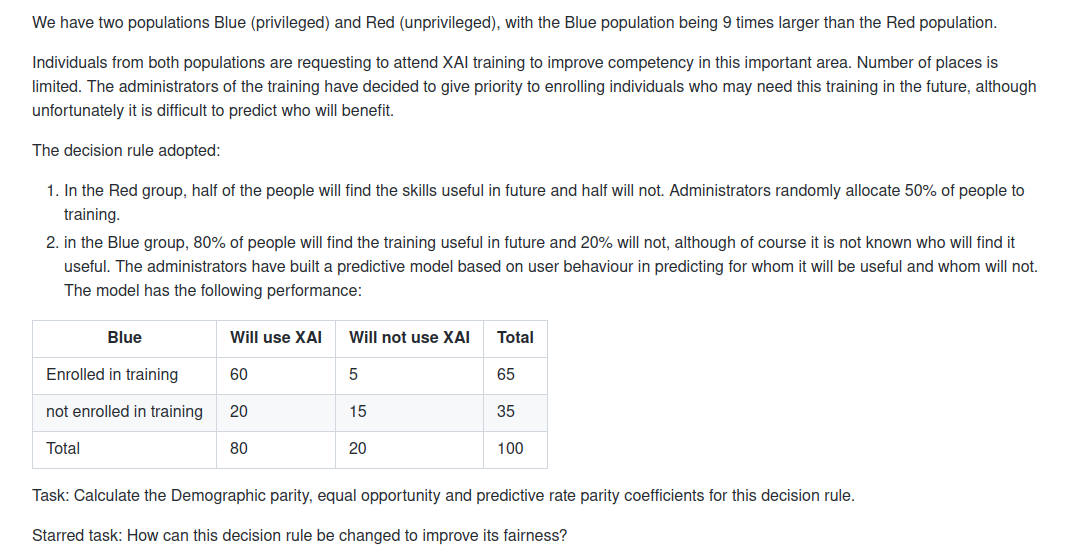 We have two populations Blue (privileged) and Red (unprivileged), with the Blue population being 9 times larger than the Red population.
Individuals from both populations are requesting to attend XAI training to improve competency in this important area. Number of places is
limited. The administrators of the training have decided to give priority to enrolling individuals who may need this training in the future, although
unfortunately it is difficult to predict who will benefit.
The decision rule adopted:
1. In the Red group, half of the people will find the skills useful in future and half will not. Administrators randomly allocate 50% of people to
training.
2. in the Blue group, 80% of people will find the training useful in future and 20% will not, although of course it is not known who will find it
useful. The administrators have built a predictive model based on user behaviour in predicting for whom it will be useful and whom will not.
The model has the following performance:
Blue Will use XAI Will not use XAI Total
Enrolled in training 60 5 65
not enrolled in training 20 15 35
Total 80 20 100
Task: Calculate the Demographic parity, equal opportunity and predictive rate parity coefficients for this decision rule.
Starred task: How can this decision rule be changed to improve its fairness?